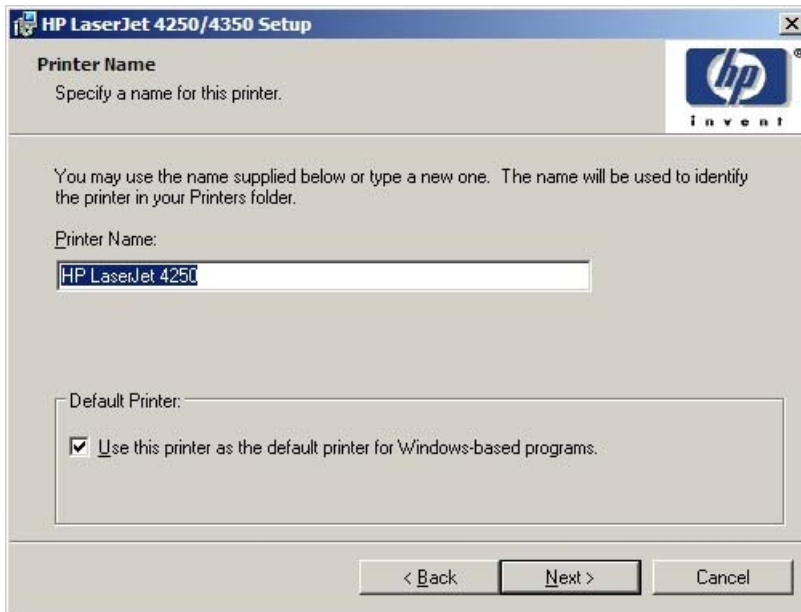 HP LaserJet 4250/4350 Setup
Printer Name
Specify a name for this printer.
hp
®
invent
You may use the name supplied below or type a new one. The name will be used to identify
the printer in your Printers folder.
Printer Name:
HP LaserJet 4250
Default Printer:
Use this printer as the default printer for Windows-based programs.
< Back
Next >
Cancel